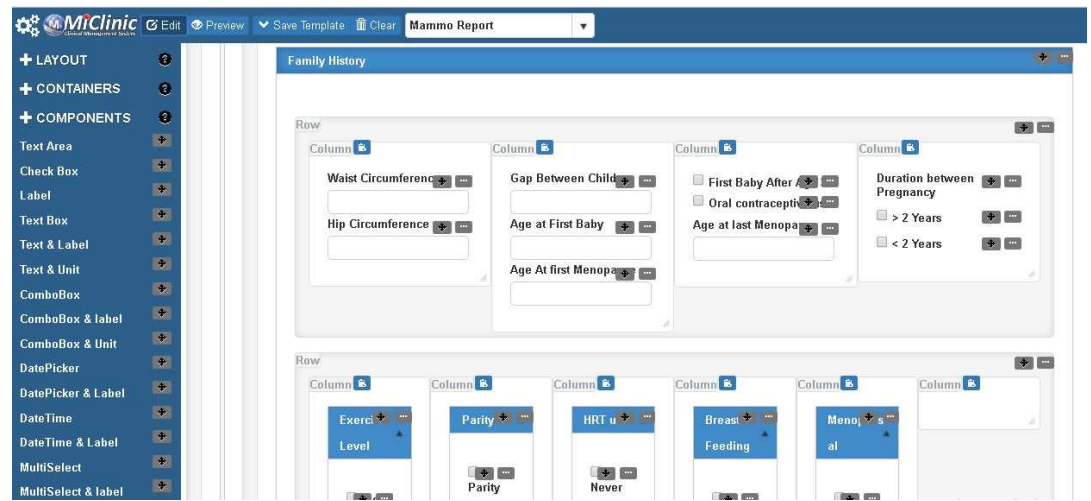 MiClinic
Clinical Management System
Edit
Preview
Save Template
Clear
Mammo Report
LAYOUT
CONTAINERS
COMPONENTS
Text Area
Check Box
Label
Text Box
Text & Label
Text & Unit
ComboBox
ComboBox & label
ComboBox & Unit
DatePicker
DatePicker & Label
DateTime
DateTime & Label
MultiSelect
MultiSelect & label
Family History
Row
Column
Waist Circumferenc
Hip Circumference
Column
Gap Between Child
Age at First Baby
Age At first Menopa
Column
First Baby After
Oral contraceptiv
Age at last Menopa
Column
Duration between
Pregnancy
> 2 Years
< 2 Years
Row
Column
Exerci
Level
Column
Parity
Parity
Column
HRT u
Never
Column
Breast
Feeding
Column
Menop
al
Column